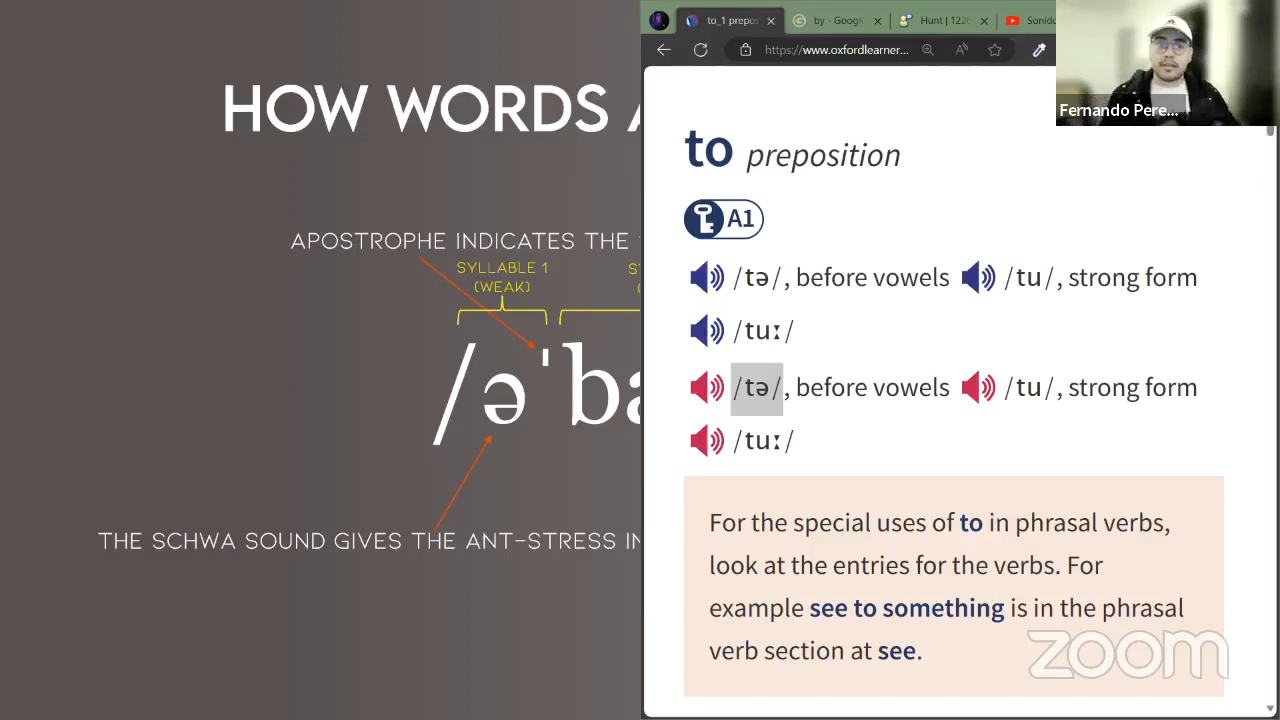 HOW WORDS
APOSTROPHE INDICATES THE
SYLLABLE 1
(WEAK)
/əˈba
THE SCHWA SOUND GIVES THE ANT-STRESS IN
to_1 prepos
by - Google
Hunt | 122
Sonido
https://www.oxfordlearner...
Fernando Pere...
to preposition
A1
/tə/, before vowels /tu/, strong form
/tuː/
/tə/, before vowels /tu/, strong form
/tuː/
For the special uses of to in phrasal verbs,
look at the entries for the verbs. For
example see to something is in the phrasal
verb section at see.
zoom